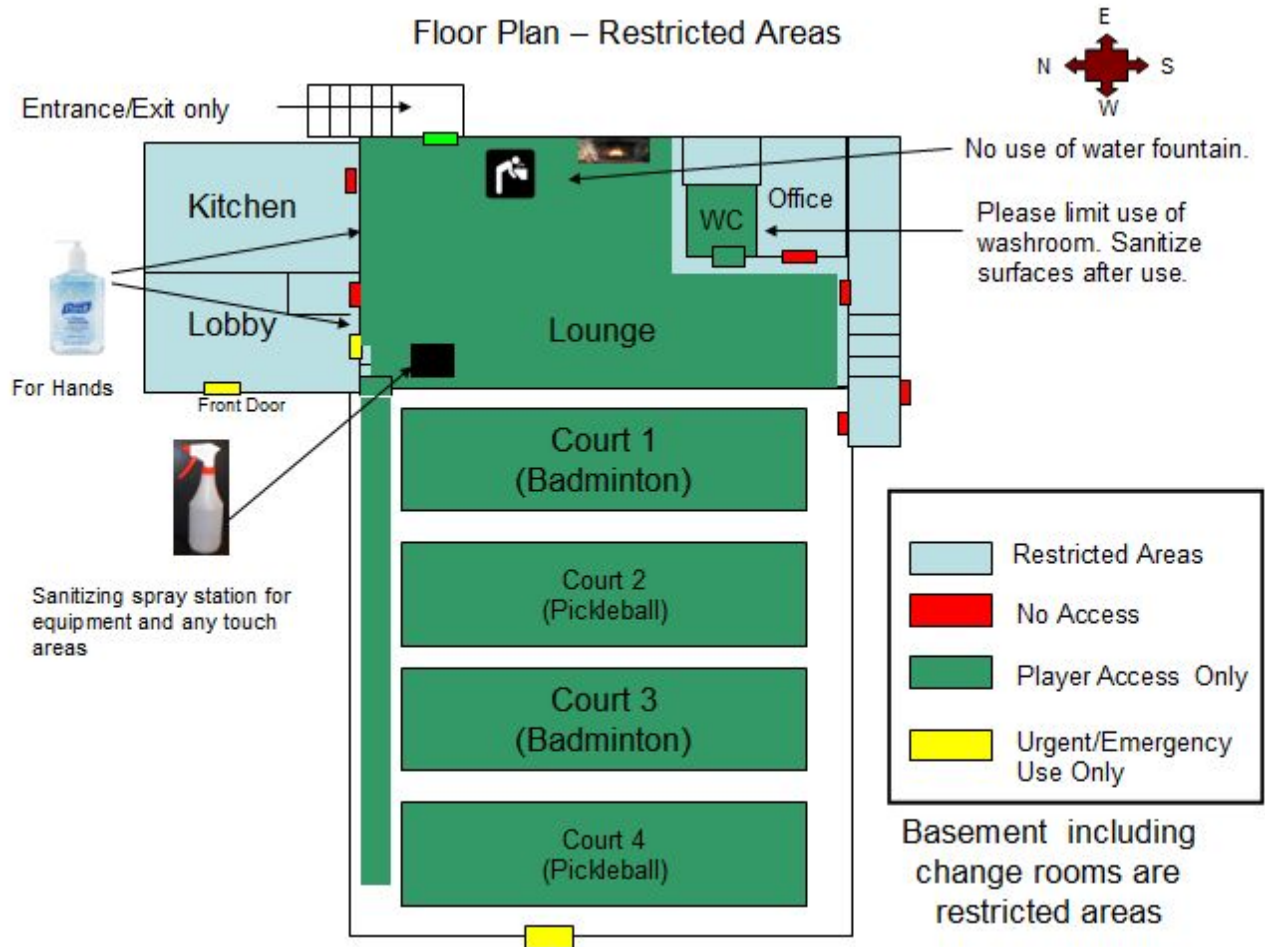 Floor Plan – Restricted Areas
E
N
S
W
Entrance/Exit only
No use of water fountain.
Kitchen
WC
Office
Please limit use of
washroom. Sanitize
surfaces after use.
Lobby
Lounge
For Hands
Front Door
Court 1
(Badminton)
Court 2
(Pickleball)
Court 3
(Badminton)
Court 4
(Pickleball)
Sanitizing spray station for
equipment and any touch
areas
Restricted Areas
No Access
Player Access Only
Urgent/Emergency
Use Only
Basement including
change rooms are
restricted areas